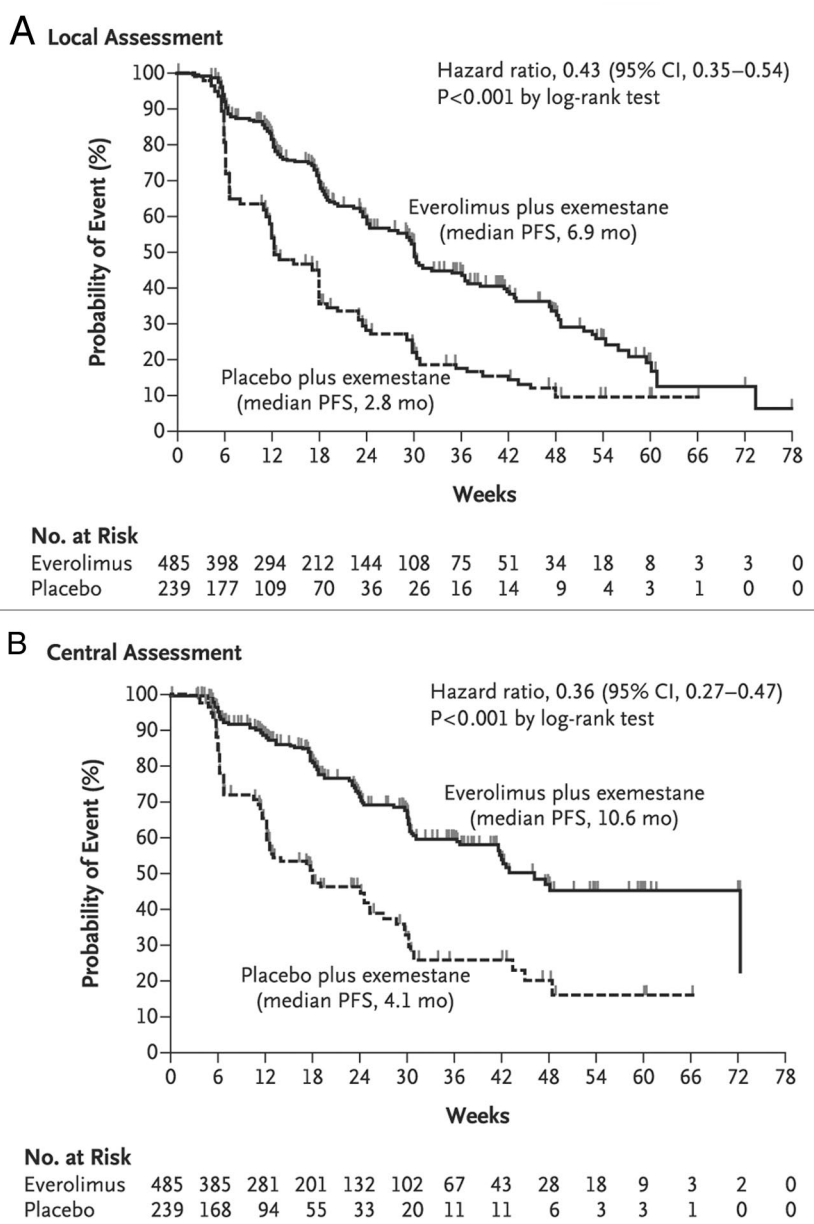 A Local Assessment
Hazard ratio, 0.43 (95% CI, 0.35–0.54)
P<0.001 by log-rank test
Probability of Event (%)
100
90
80
70
60
50
40
30
20
10
0
Everolimus plus exemestane
(median PFS, 6.9 mo)
Placebo plus exemestane
(median PFS, 2.8 mo)
0 6 12 18 24 30 36 42 48 54 60 66 72 78
Weeks
No. at Risk
Everolimus 485 398 294 212 144 108 75 51 34 18 8 3 3 0
Placebo 239 177 109 70 36 26 16 14 9 4 3 1 0 0
B Central Assessment
Hazard ratio, 0.36 (95% CI, 0.27–0.47)
P<0.001 by log-rank test
Probability of Event (%)
100
90
80
70
60
50
40
30
20
10
0
Everolimus plus exemestane
(median PFS, 10.6 mo)
Placebo plus exemestane
(median PFS, 4.1 mo)
0 6 12 18 24 30 36 42 48 54 60 66 72 78
Weeks
No. at Risk
Everolimus 485 385 281 201 132 102 67 43 28 18 9 3 2 0
Placebo 239 168 94 55 33 20 11 11 6 3 3 1 0 0